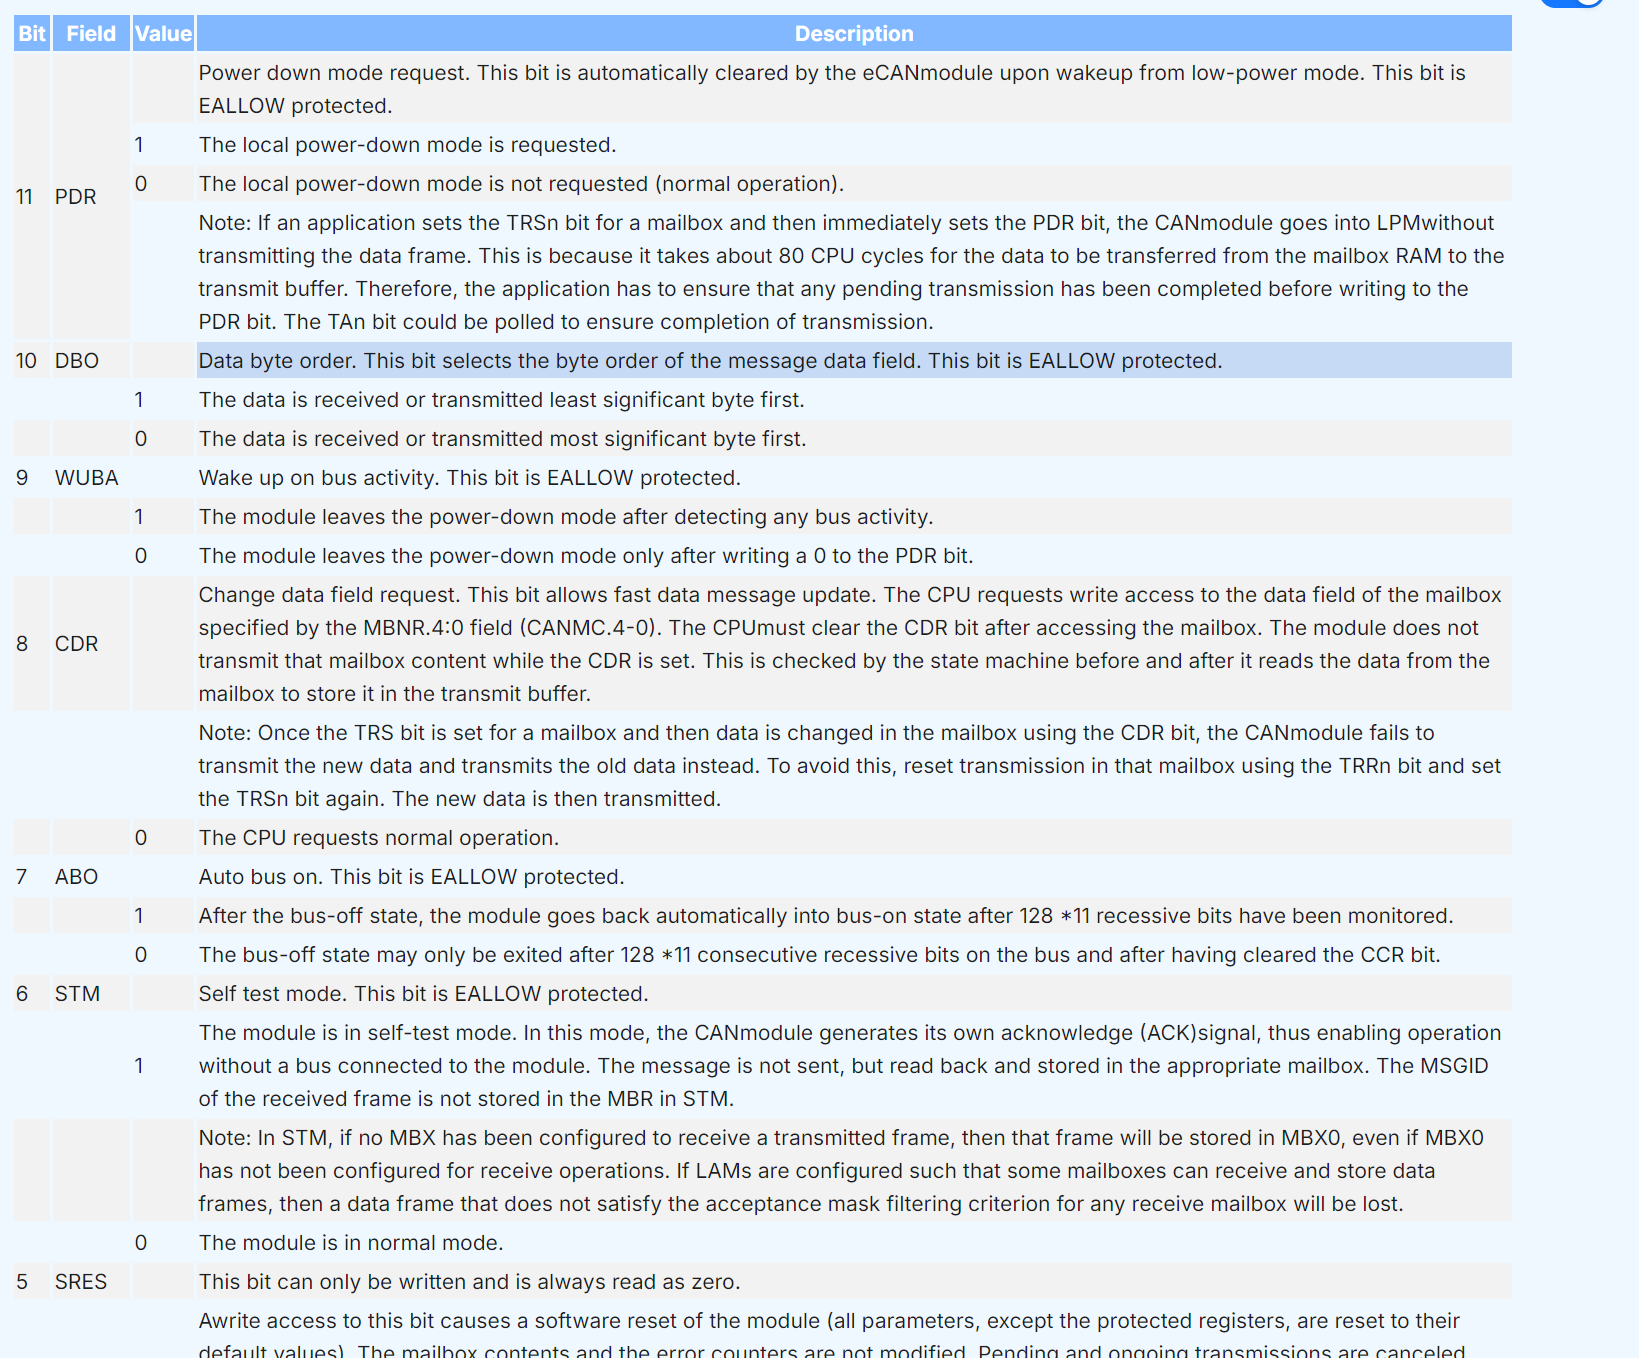 Bit Field Value Description
Power down mode request. This bit is automatically cleared by the eCANmodule upon wakeup from low-power mode. This bit is
EALLOW protected.
1 The local power-down mode is requested.
0 The local power-down mode is not requested (normal operation).
11 PDR
Note: If an application sets the TRSn bit for a mailbox and then immediately sets the PDR bit, the CANmodule goes into LPMwithout
transmitting the data frame. This is because it takes about 80 CPU cycles for the data to be transferred from the mailbox RAM to the
transmit buffer. Therefore, the application has to ensure that any pending transmission has been completed before writing to the
PDR bit. The TAn bit could be polled to ensure completion of transmission.
10 DBO Data byte order. This bit selects the byte order of the message data field. This bit is EALLOW protected.
1 The data is received or transmitted least significant byte first.
0 The data is received or transmitted most significant byte first.
9 WUBA Wake up on bus activity. This bit is EALLOW protected.
1 The module leaves the power-down mode after detecting any bus activity.
0 The module leaves the power-down mode only after writing a 0 to the PDR bit.
Change data field request. This bit allows fast data message update. The CPU requests write access to the data field of the mailbox
specified by the MBNR.4:0 field (CANMC.4-0). The CPUmust clear the CDR bit after accessing the mailbox. The module does not
8 CDR
transmit that mailbox content while the CDR is set. This is checked by the state machine before and after it reads the data from the
mailbox to store it in the transmit buffer.
Note: Once the TRS bit is set for a mailbox and then data is changed in the mailbox using the CDR bit, the CANmodule fails to
transmit the new data and transmits the old data instead. To avoid this, reset transmission in that mailbox using the TRRn bit and set
the TRSn bit again. The new data is then transmitted.
0 The CPU requests normal operation.
7 ABO Auto bus on. This bit is EALLOW protected.
1 After the bus-off state, the module goes back automatically into bus-on state after 128 *11 recessive bits have been monitored.
0 The bus-off state may only be exited after 128 *11 consecutive recessive bits on the bus and after having cleared the CCR bit.
6 STM Self test mode. This bit is EALLOW protected.
The module is in self-test mode. In this mode, the CANmodule generates its own acknowledge (ACK)signal, thus enabling operation
1 without a bus connected to the module. The message is not sent, but read back and stored in the appropriate mailbox. The MSGID
of the received frame is not stored in the MBR in STM.
Note: In STM, if no MBX has been configured to receive a transmitted frame, then that frame will be stored in MBX0, even if MBX0
has not been configured for receive operations. If LAMs are configured such that some mailboxes can receive and store data
frames, then a data frame that does not satisfy the acceptance mask filtering criterion for any receive mailbox will be lost.
0 The module is in normal mode.
5 SRES This bit can only be written and is always read as zero.
Awrite access to this bit causes a software reset of the module (all parameters, except the protected registers, are reset to their
default values). The mailbox contents and the error counters are not modified. Pending and ongoing transmissions are canceled